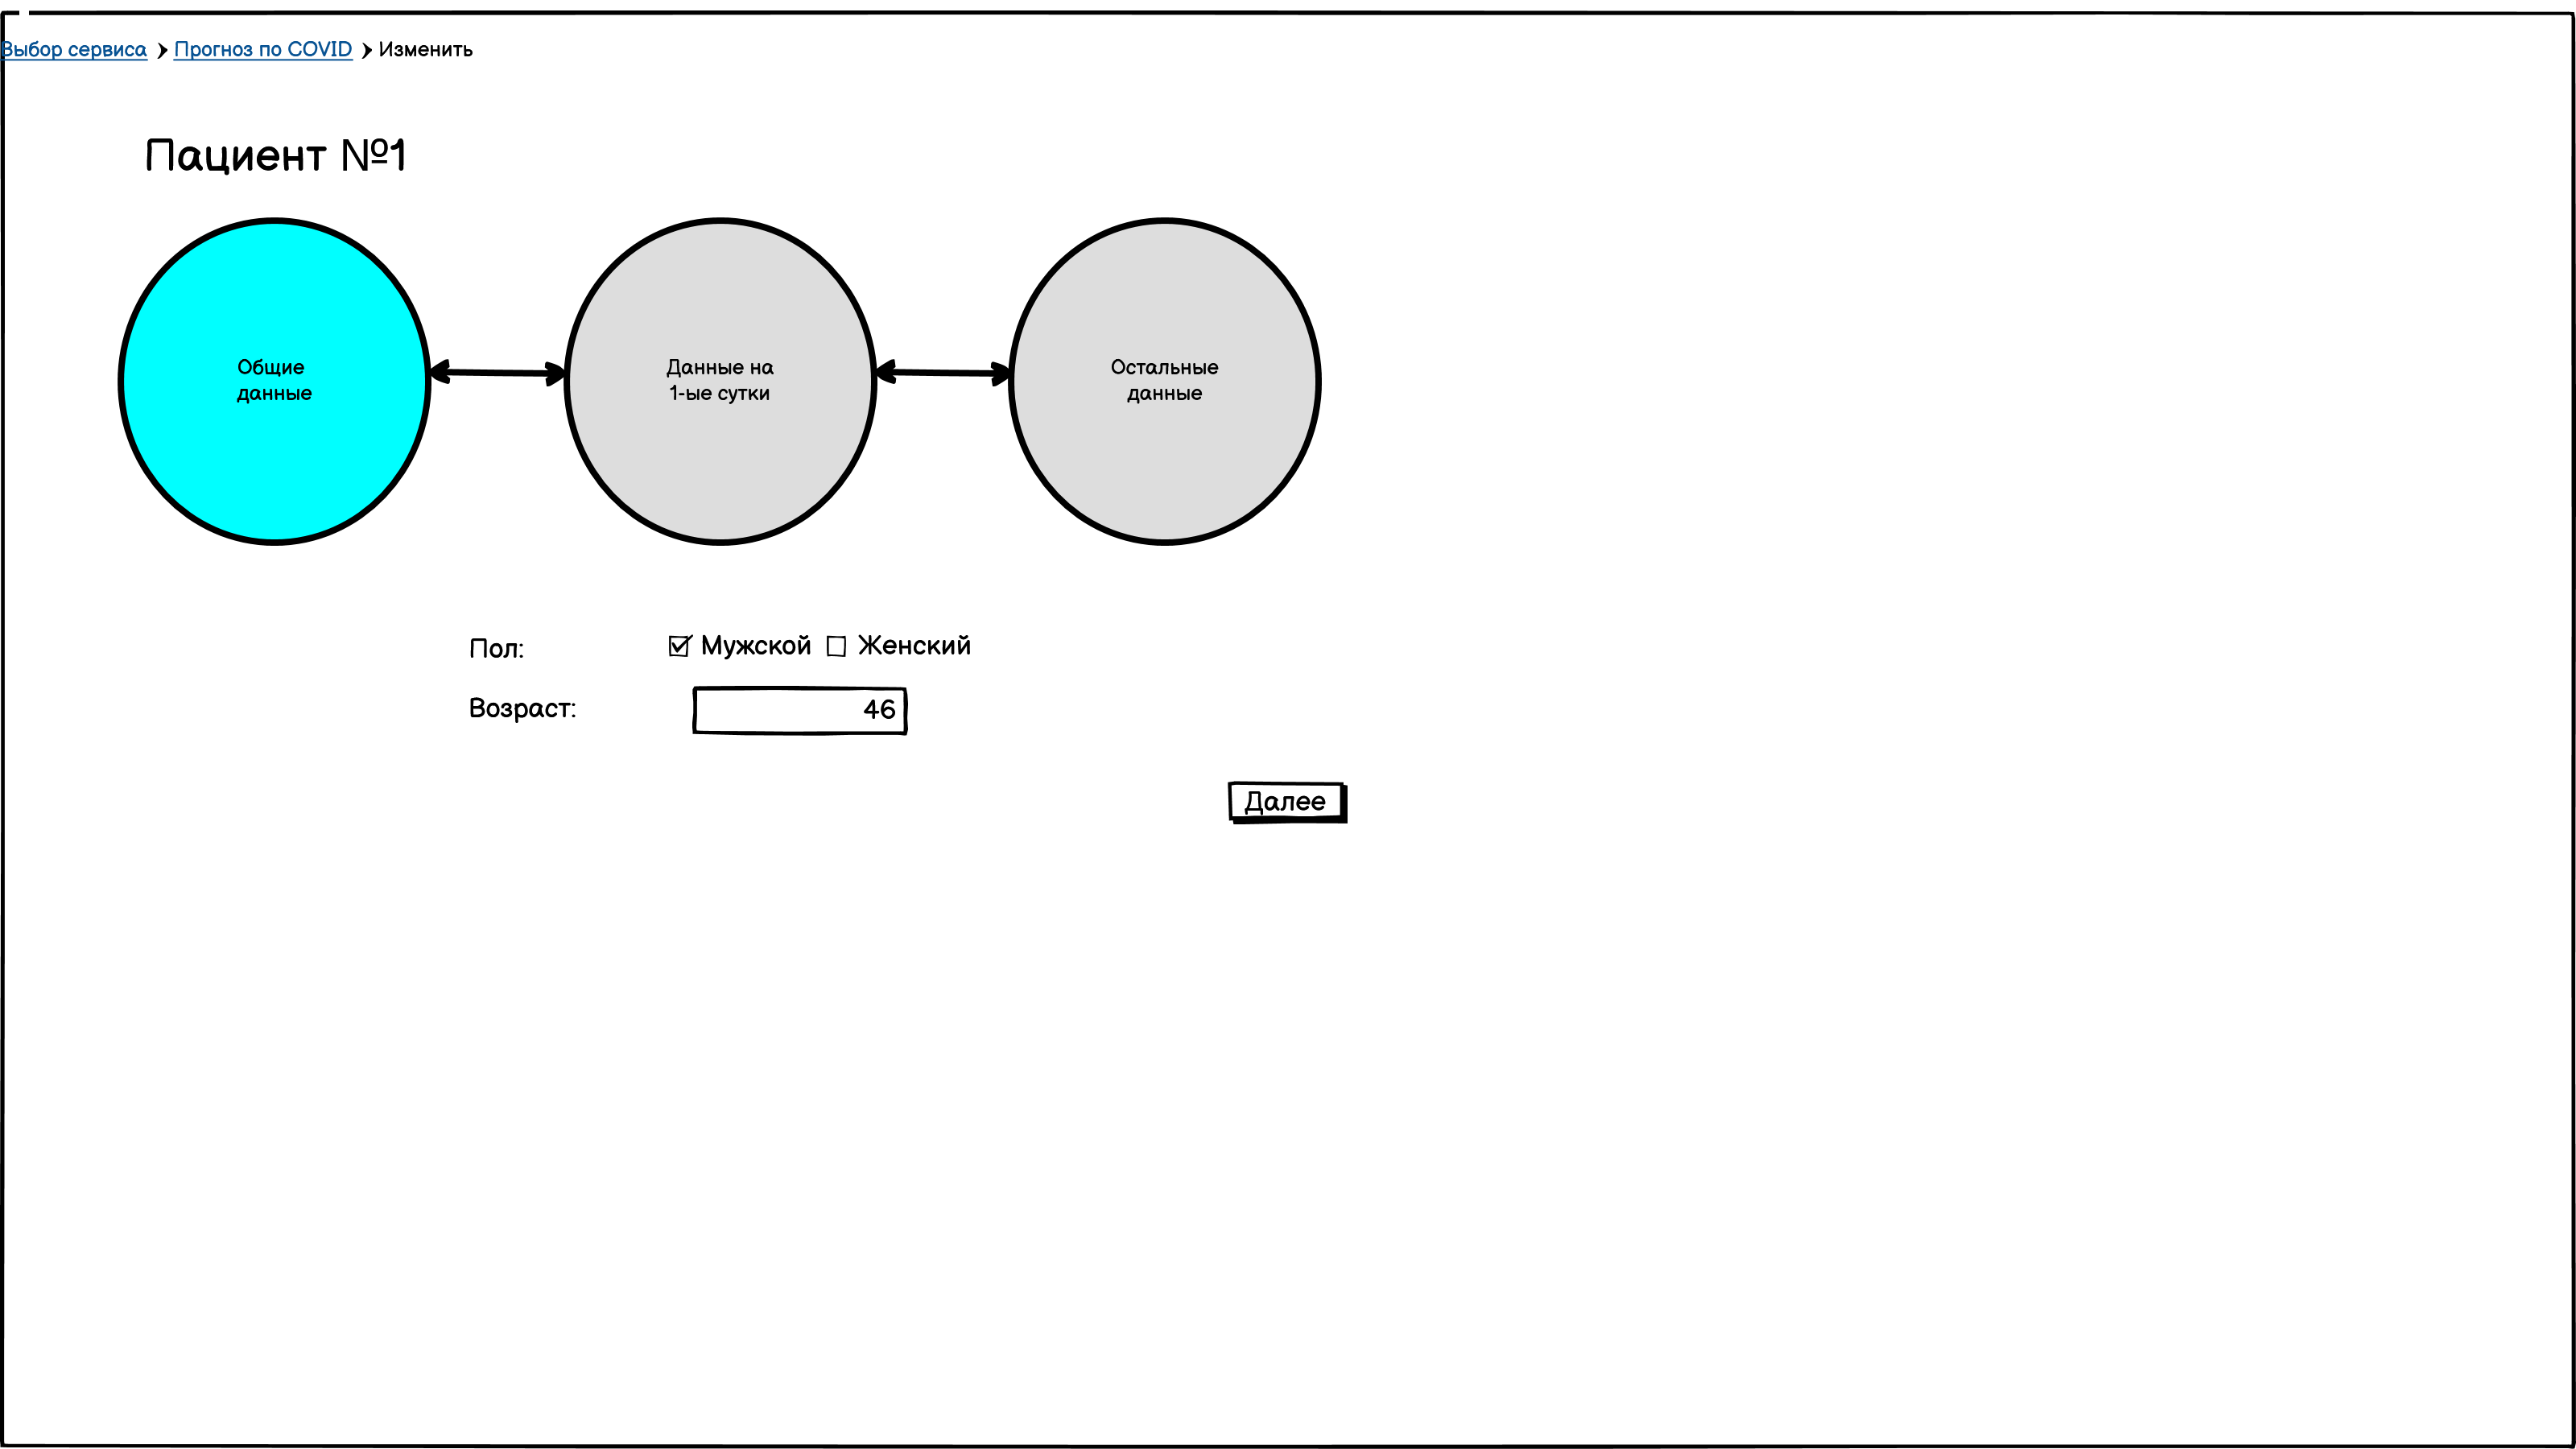 Выбор сервиса Прогноз по COVID Изменить
Пациент №1
Общие
данные
Данные на
1-ые сутки
Остальные
данные
Пол: Мужской Женский
Возраст: 46
Далее